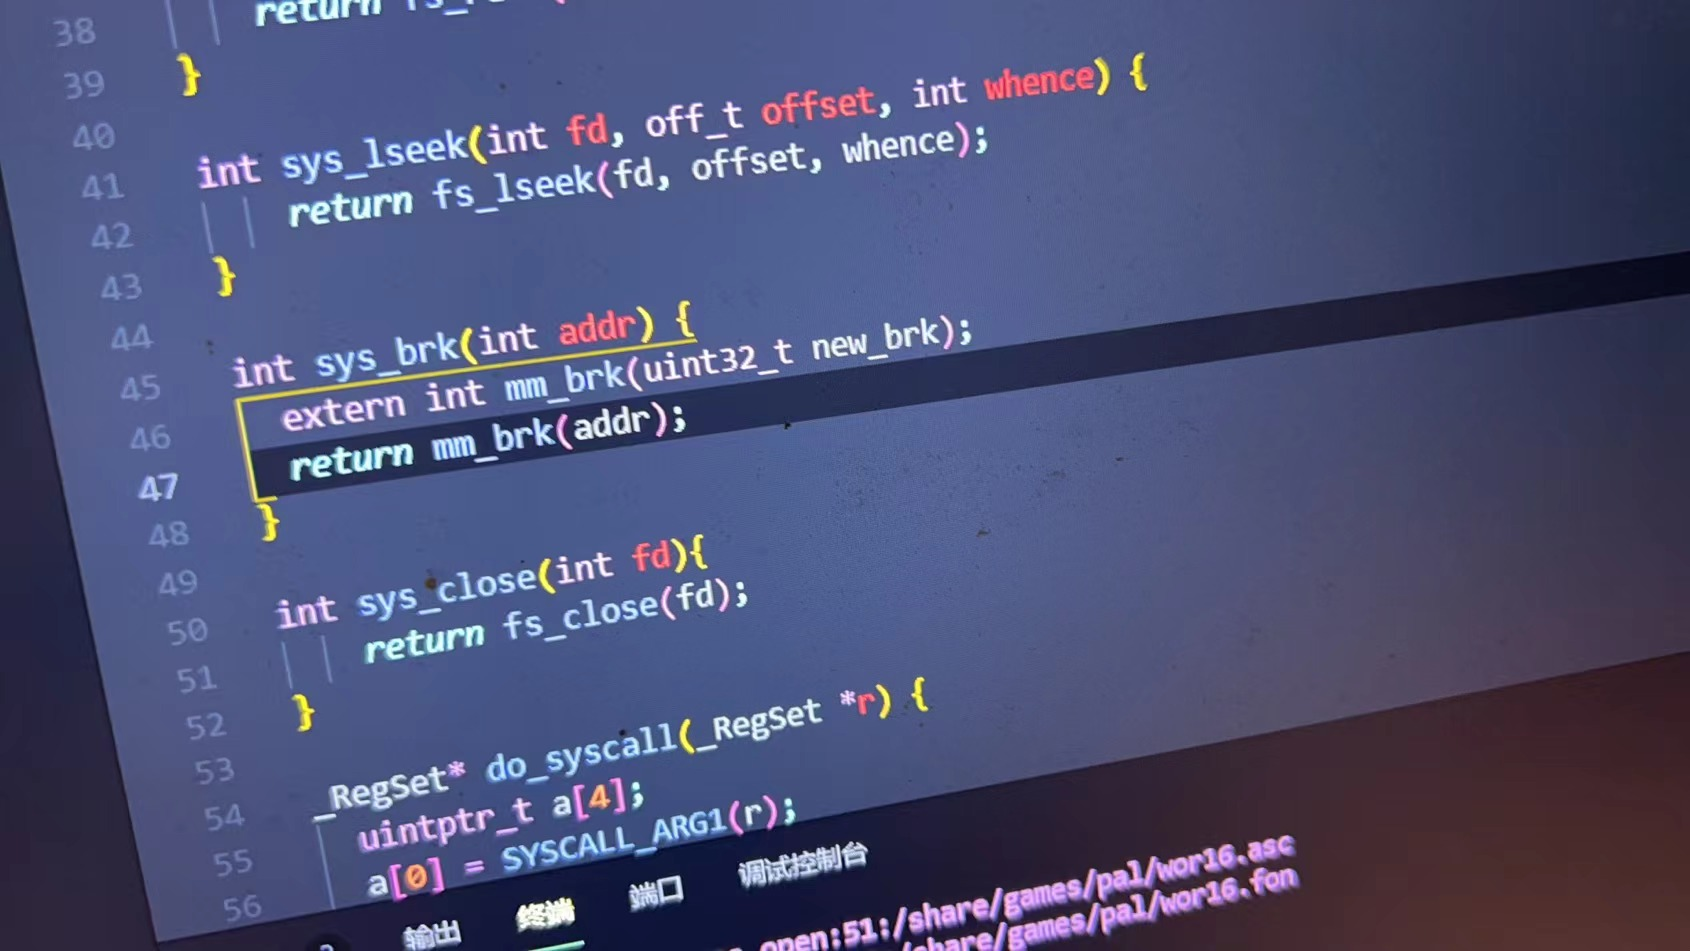 38 return
39 }
40
41 int sys_lseek(int fd, off_t offset, int whence) {
42 return fs_lseek(fd, offset, whence);
43 }
44
45 int sys_brk(int addr) {
46 extern int mm_brk(uint32_t new_brk);
47 return mm_brk(addr);
48 }
49
50 int sys_close(int fd){
51 return fs_close(fd);
52 }
53
54 _RegSet* do_syscall(_RegSet *r) {
55 uintptr_t a[4];
56 a[0] = SYSCALL_ARG1(r);
输出 终端 端口 调试控制台
open:51:/share/games/pal/wor16.asc
/share/games/pal/wor16.fon